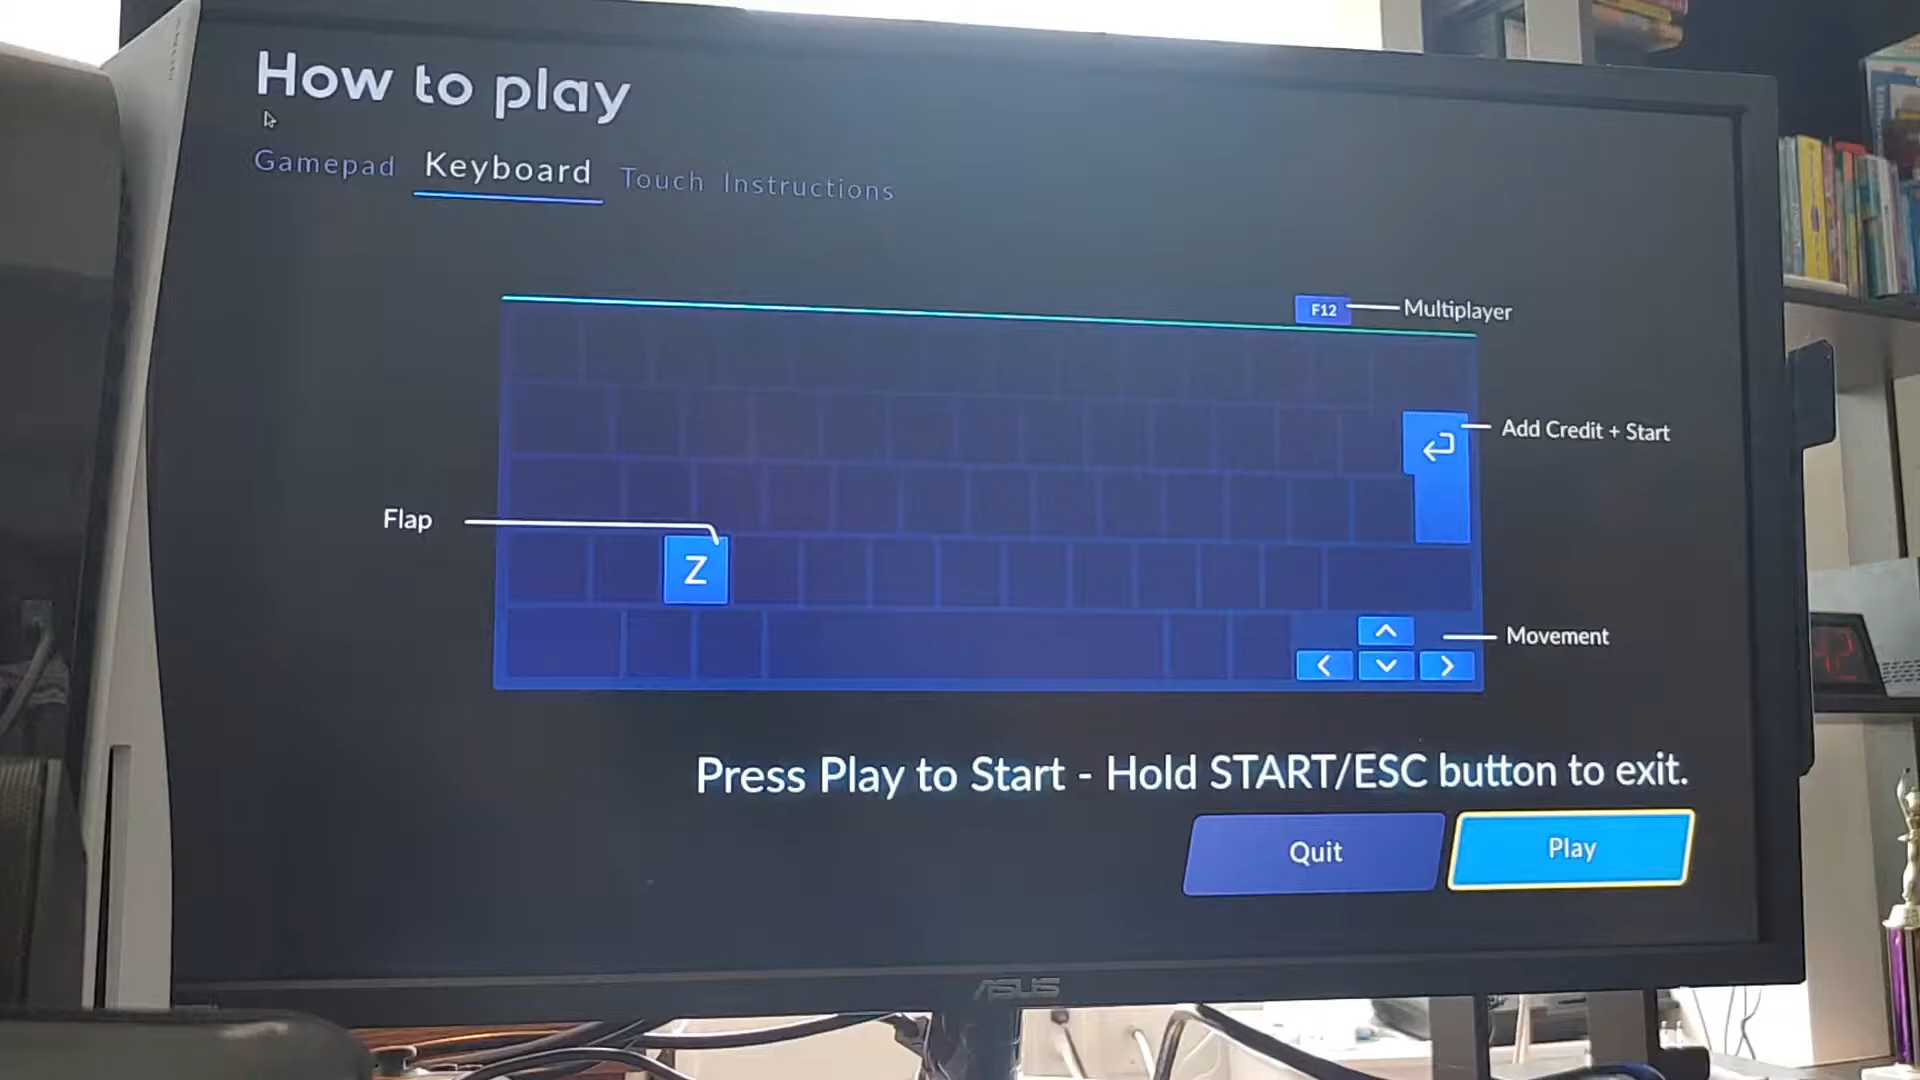 How to play
Gamepad Keyboard Touch Instructions
F12 Multiplayer
Add Credit + Start
Flap
Z
Movement
Press Play to Start - Hold START/ESC button to exit.
Quit Play
ASUS